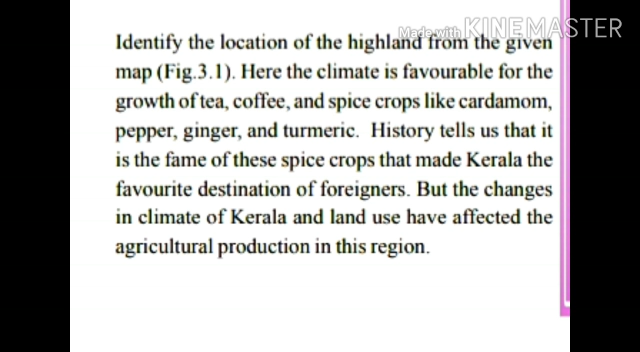 Made with KINEMASTER
Identify the location of the highland from the given
map (Fig.3.1). Here the climate is favourable for the
growth of tea, coffee, and spice crops like cardamom,
pepper, ginger, and turmeric. History tells us that it
is the fame of these spice crops that made Kerala the
favourite destination of foreigners. But the changes
in climate of Kerala and land use have affected the
agricultural production in this region.